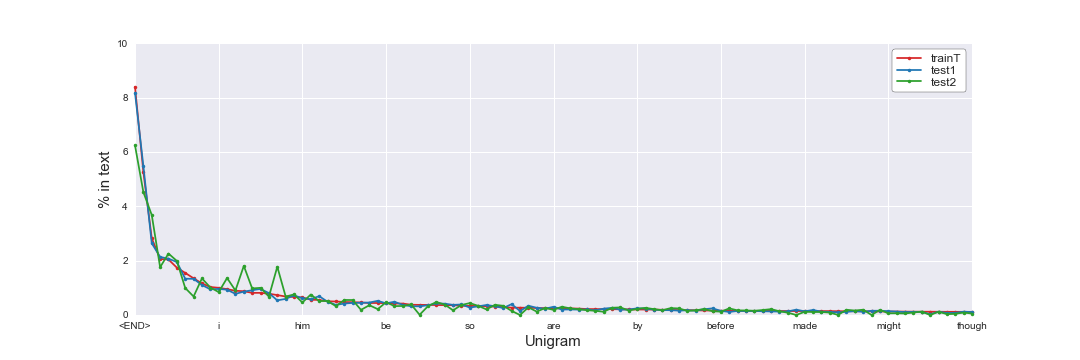 10
8
6
4
2
0
% in text
trainT
test1
test2
<END> i him be so are by before made might though
Unigram